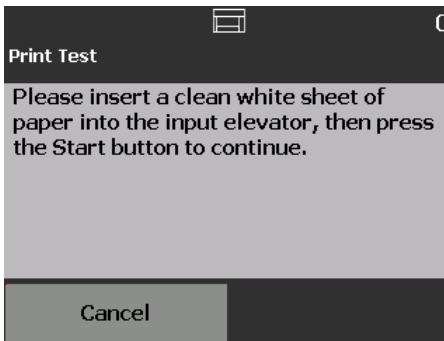 Print Test
Please insert a clean white sheet of
paper into the input elevator, then press
the Start button to continue.
Cancel